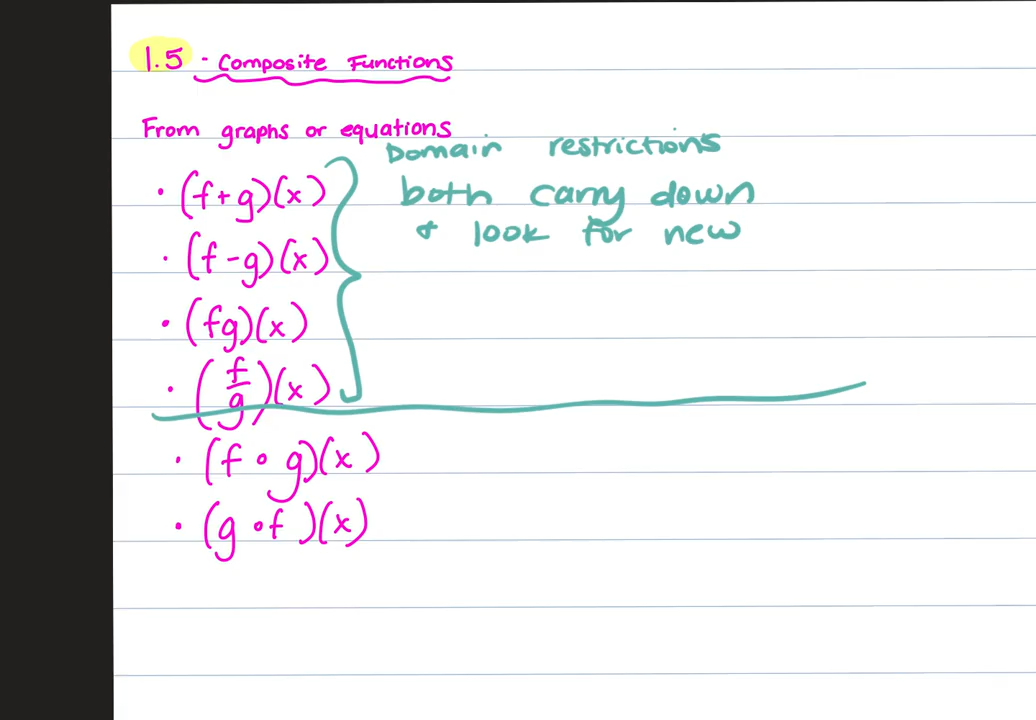 1.5 - Composite Functions
From graphs or equations
Domain restrictions
both carry down
& look for new
• (f+g)(x)
• (f-g)(x)
• (fg)(x)
• (f/g)(x)
• (f∘g)(x)
• (g∘f)(x)